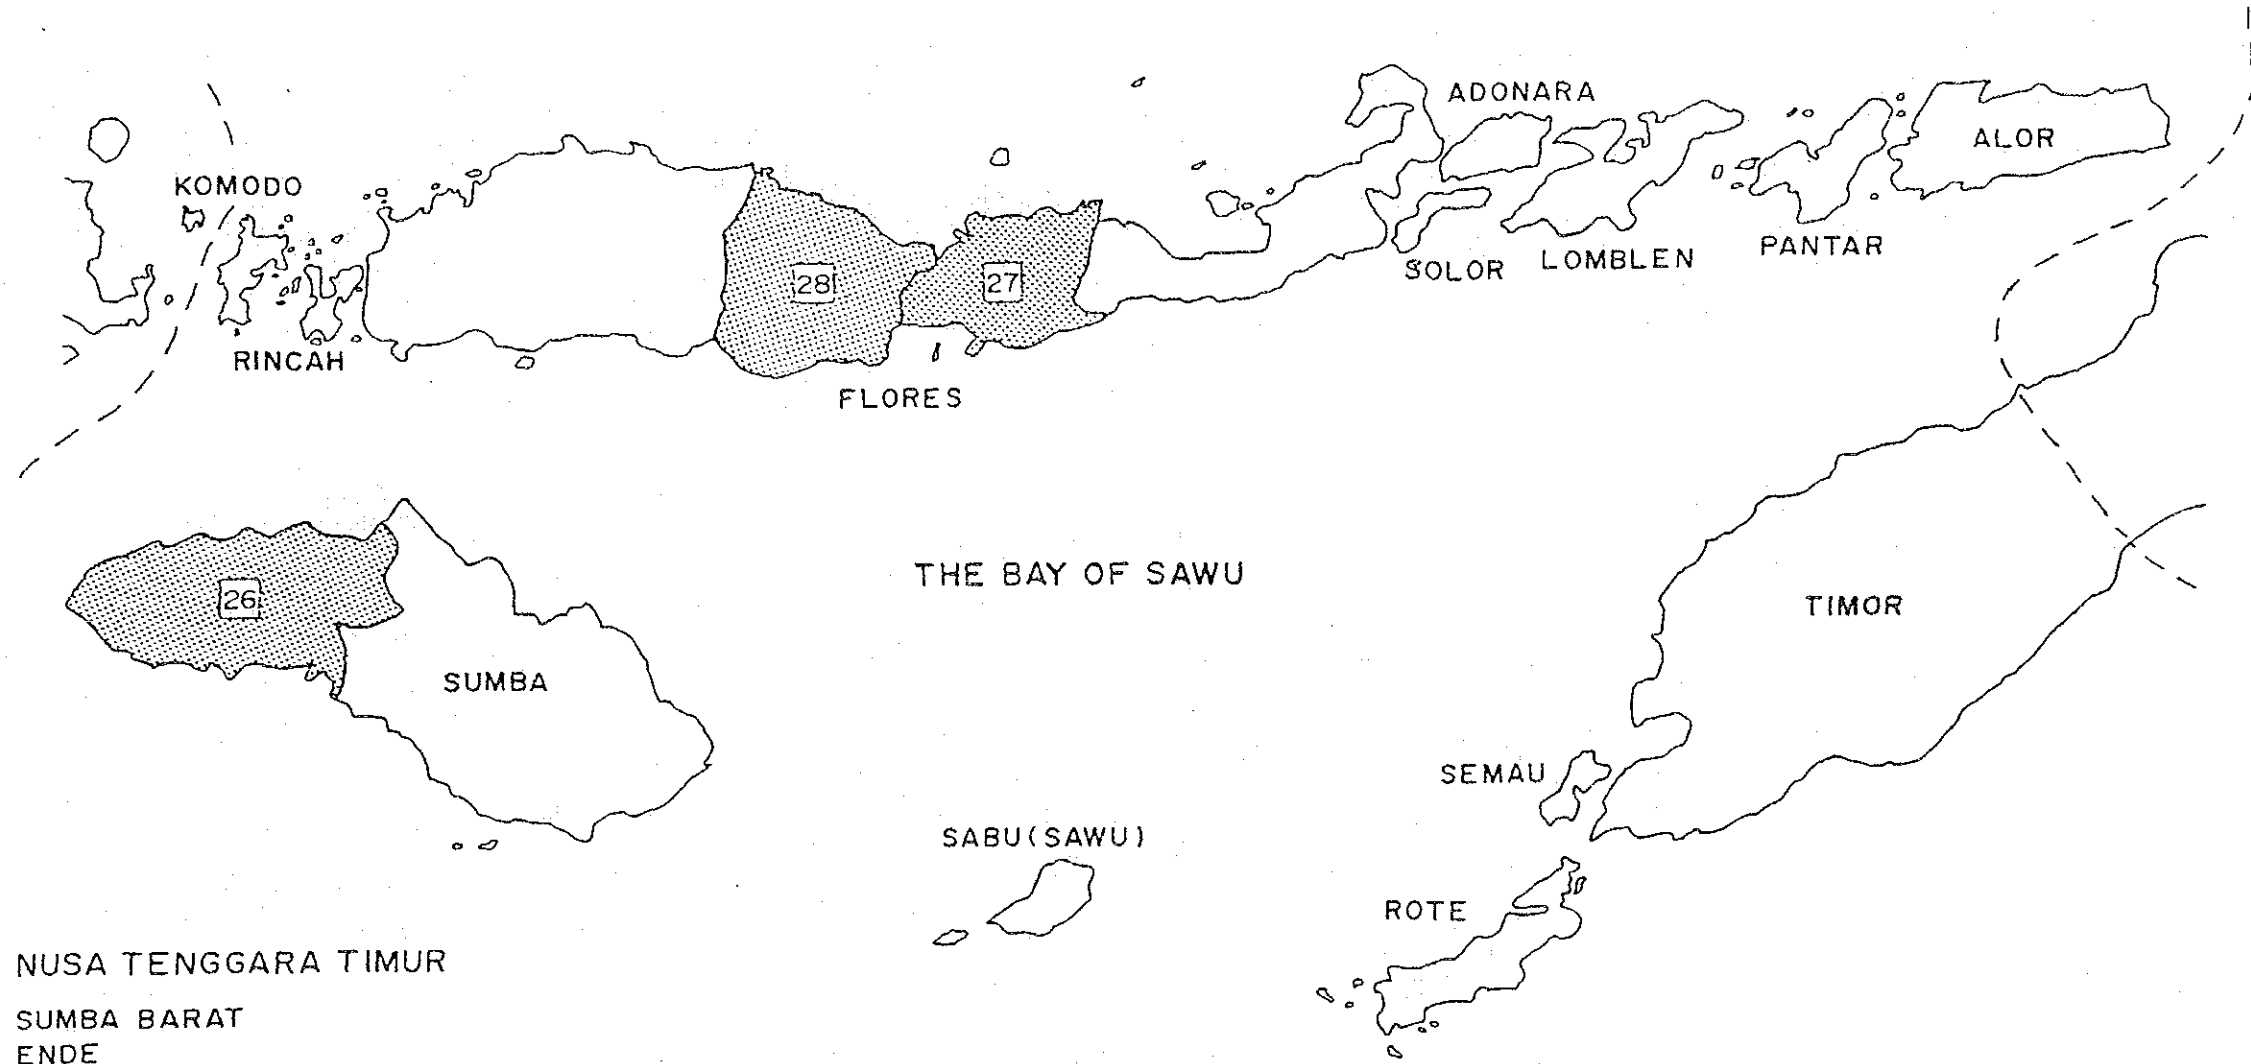 ADONARA
ALOR
KOMODO
PANTAR
SOLOR
LOMBLEN
28
27
RINCAH
FLORES
THE BAY OF SAWU
26
TIMOR
SUMBA
SEMAU
SABU(SAWU)
ROTE
NUSA TENGGARA TIMUR
SUMBA BARAT
ENDE